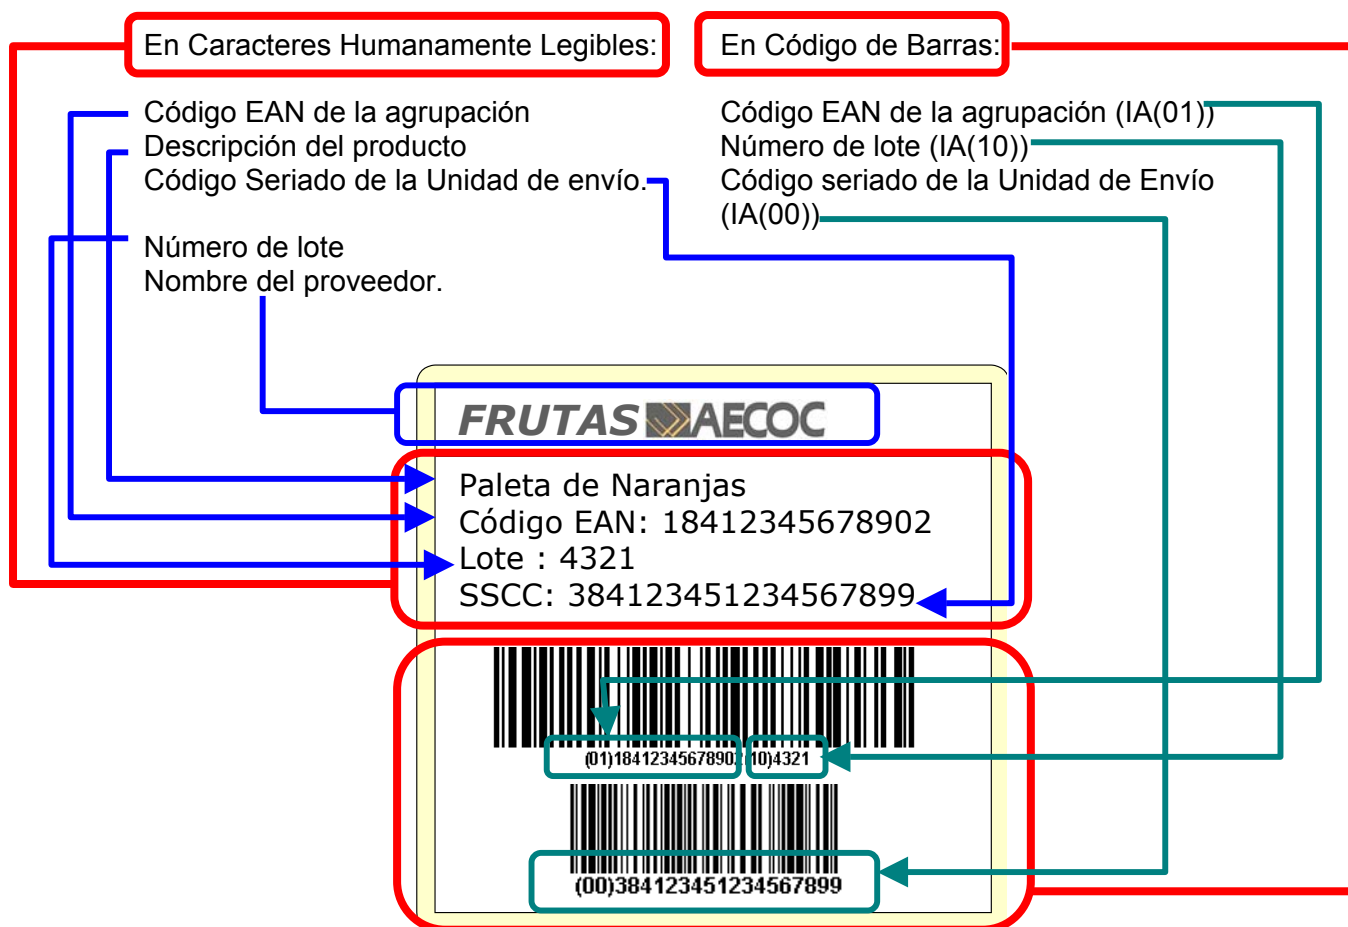 En Caracteres Humanamente Legibles:
Código EAN de la agrupación
Descripción del producto
Código Seriado de la Unidad de envío.
Número de lote
Nombre del proveedor.
En Código de Barras:
Código EAN de la agrupación (IA(01))
Número de lote (IA(10))
Código seriado de la Unidad de Envío
(IA(00))
FRUTAS AECOC
Paleta de Naranjas
Código EAN: 18412345678902
Lote : 4321
SSCC: 384123451234567899
(01)18412345678902(10)4321
(00)384123451234567899